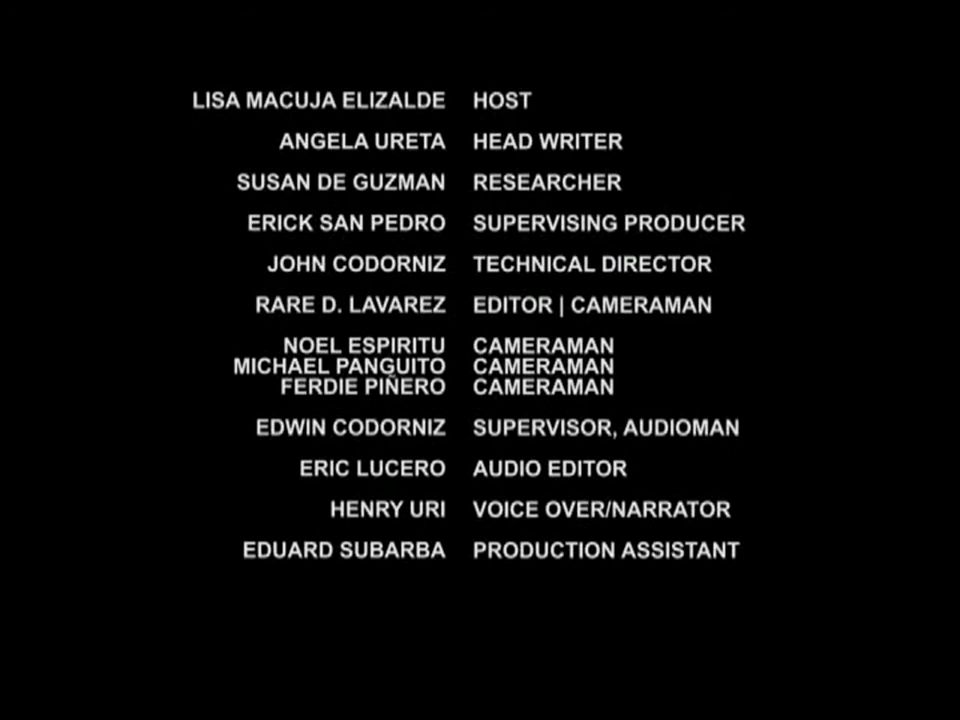 LISA MACUJA ELIZALDE HOST
ANGELA URETA HEAD WRITER
SUSAN DE GUZMAN RESEARCHER
ERICK SAN PEDRO SUPERVISING PRODUCER
JOHN CODORNIZ TECHNICAL DIRECTOR
RARE D. LAVAREZ EDITOR | CAMERAMAN
NOEL ESPIRITU CAMERAMAN
MICHAEL PANGUITO CAMERAMAN
FERDIE PIÑERO CAMERAMAN
EDWIN CODORNIZ SUPERVISOR, AUDIOMAN
ERIC LUCERO AUDIO EDITOR
HENRY URI VOICE OVER/NARRATOR
EDUARD SUBARBA PRODUCTION ASSISTANT